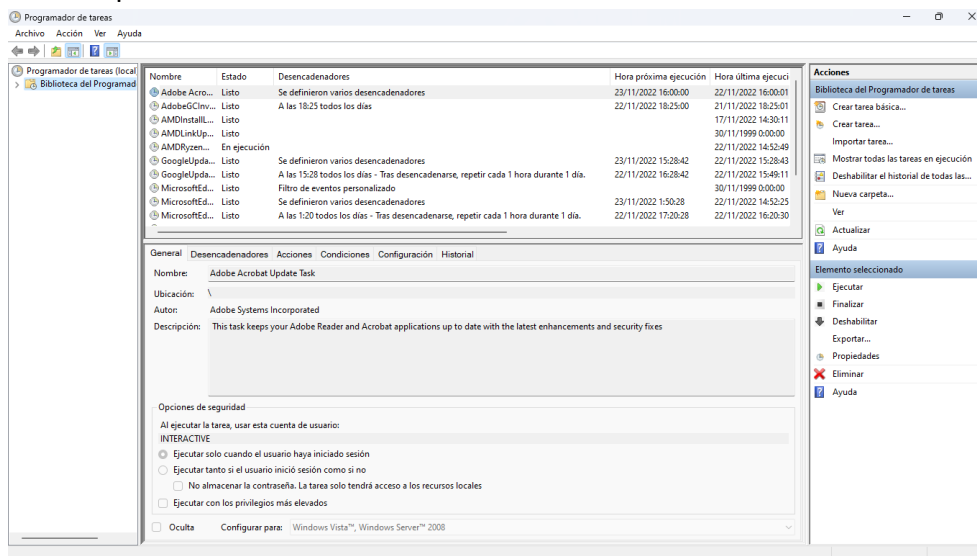 Programador de tareas
Archivo Acción Ver Ayuda
Programador de tareas (local
Biblioteca del Programad
Nombre Estado Desencadenadores Hora próxima ejecución Hora última ejecuci
Adobe Acro... Listo Se definieron varios desencadenadores 23/11/2022 16:00:00 22/11/2022 16:00:01
AdobeGCInv... Listo A las 18:25 todos los días 22/11/2022 18:25:00 21/11/2022 18:25:01
AMDInstallL... Listo 17/11/2022 14:30:11
AMDLinkUp... Listo 30/11/1999 0:00:00
AMDRyzen... En ejecución 22/11/2022 14:52:49
GoogleUpda... Listo Se definieron varios desencadenadores 23/11/2022 15:28:42 22/11/2022 15:28:43
GoogleUpda... Listo A las 15:28 todos los días - Tras desencadenarse, repetir cada 1 hora durante 1 día. 22/11/2022 16:28:42 22/11/2022 15:49:11
MicrosoftEd... Listo Filtro de eventos personalizado 30/11/1999 0:00:00
MicrosoftEd... Listo Se definieron varios desencadenadores 23/11/2022 1:50:28 22/11/2022 14:52:25
MicrosoftEd... Listo A las 1:20 todos los días - Tras desencadenarse, repetir cada 1 hora durante 1 día. 22/11/2022 17:20:28 22/11/2022 16:20:30
General Desencadenadores Acciones Condiciones Configuración Historial
Nombre: Adobe Acrobat Update Task
Ubicación: \
Autor: Adobe Systems Incorporated
Descripción: This task keeps your Adobe Reader and Acrobat applications up to date with the latest enhancements and security fixes
Opciones de seguridad
Al ejecutar la tarea, usar esta cuenta de usuario:
INTERACTIVE
Ejecutar solo cuando el usuario haya iniciado sesión
Ejecutar tanto si el usuario inició sesión como si no
No almacenar la contraseña. La tarea solo tendrá acceso a los recursos locales
Ejecutar con los privilegios más elevados
Oculta Configurar para: Windows Vista™, Windows Server™ 2008
Acciones
Biblioteca del Programador de tareas
Crear tarea básica...
Crear tarea...
Importar tarea...
Mostrar todas las tareas en ejecución
Deshabilitar el historial de todas las...
Nueva carpeta...
Ver
Actualizar
Ayuda
Elemento seleccionado
Ejecutar
Finalizar
Deshabilitar
Exportar...
Propiedades
Eliminar
Ayuda